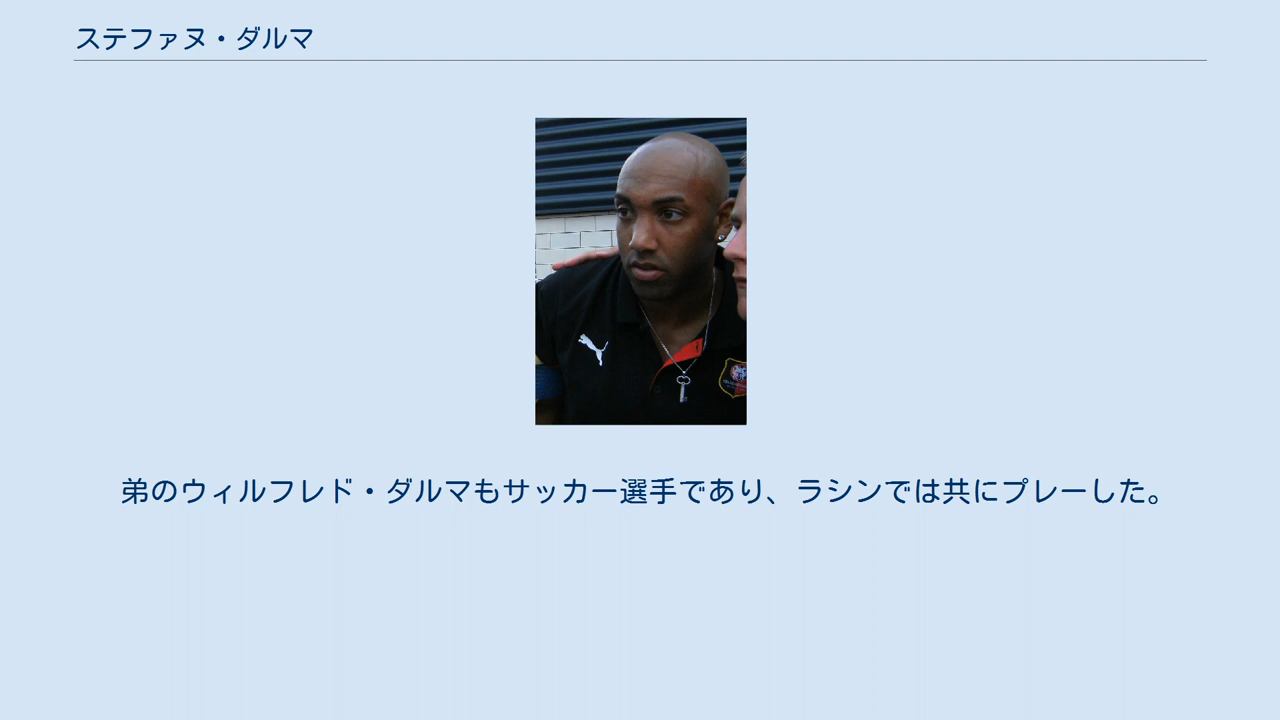 ステファヌ・ダルマ
弟のウィルフレド・ダルマもサッカー選手であり、ラシンでは共にプレーした。